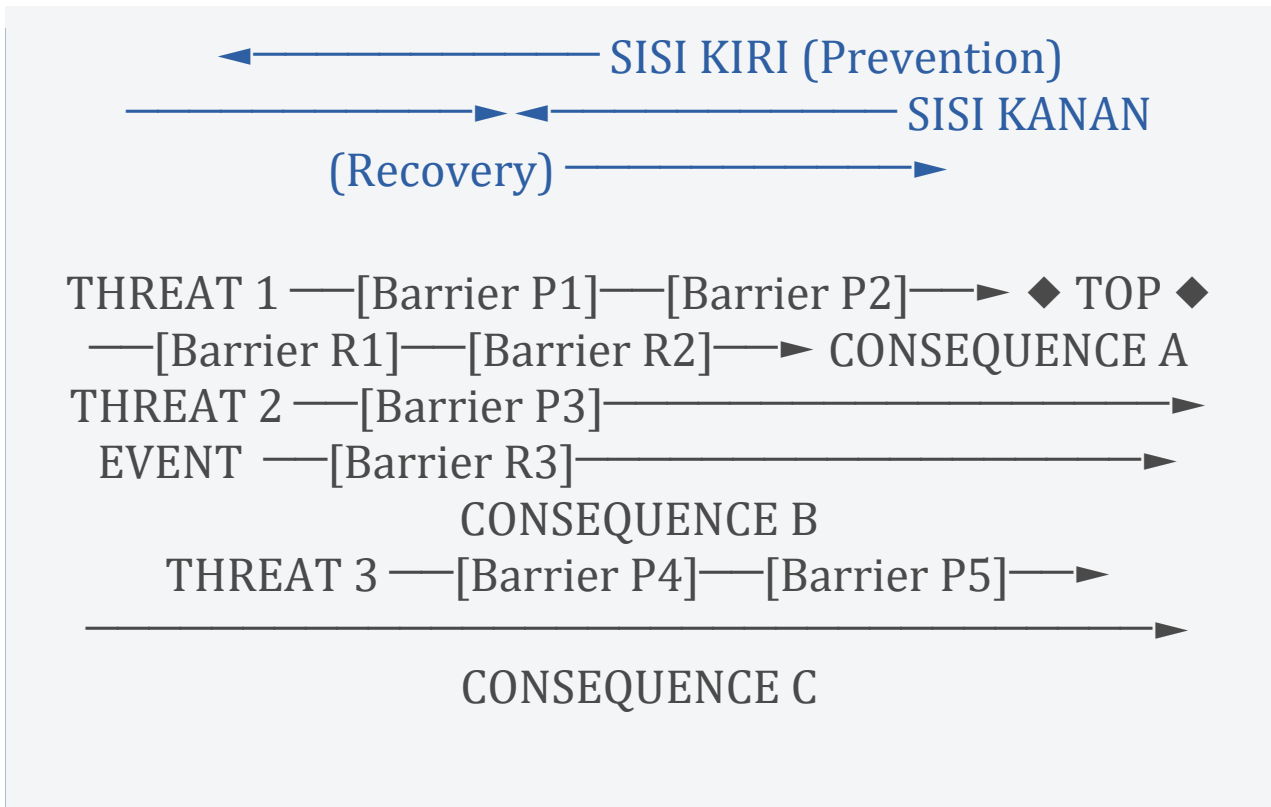 ◄─────────── SISI KIRI (Prevention)
───────────► ◄─────────── SISI KANAN
(Recovery) ───────────►
THREAT 1 ──[Barrier P1]──[Barrier P2]──► ◆ TOP ◆
──[Barrier R1]──[Barrier R2]──► CONSEQUENCE A
THREAT 2 ──[Barrier P3]───────────────────►
EVENT ──[Barrier R3]───────────────────►
CONSEQUENCE B
THREAT 3 ──[Barrier P4]──[Barrier P5]──►
──────────────────────────────────►
CONSEQUENCE C